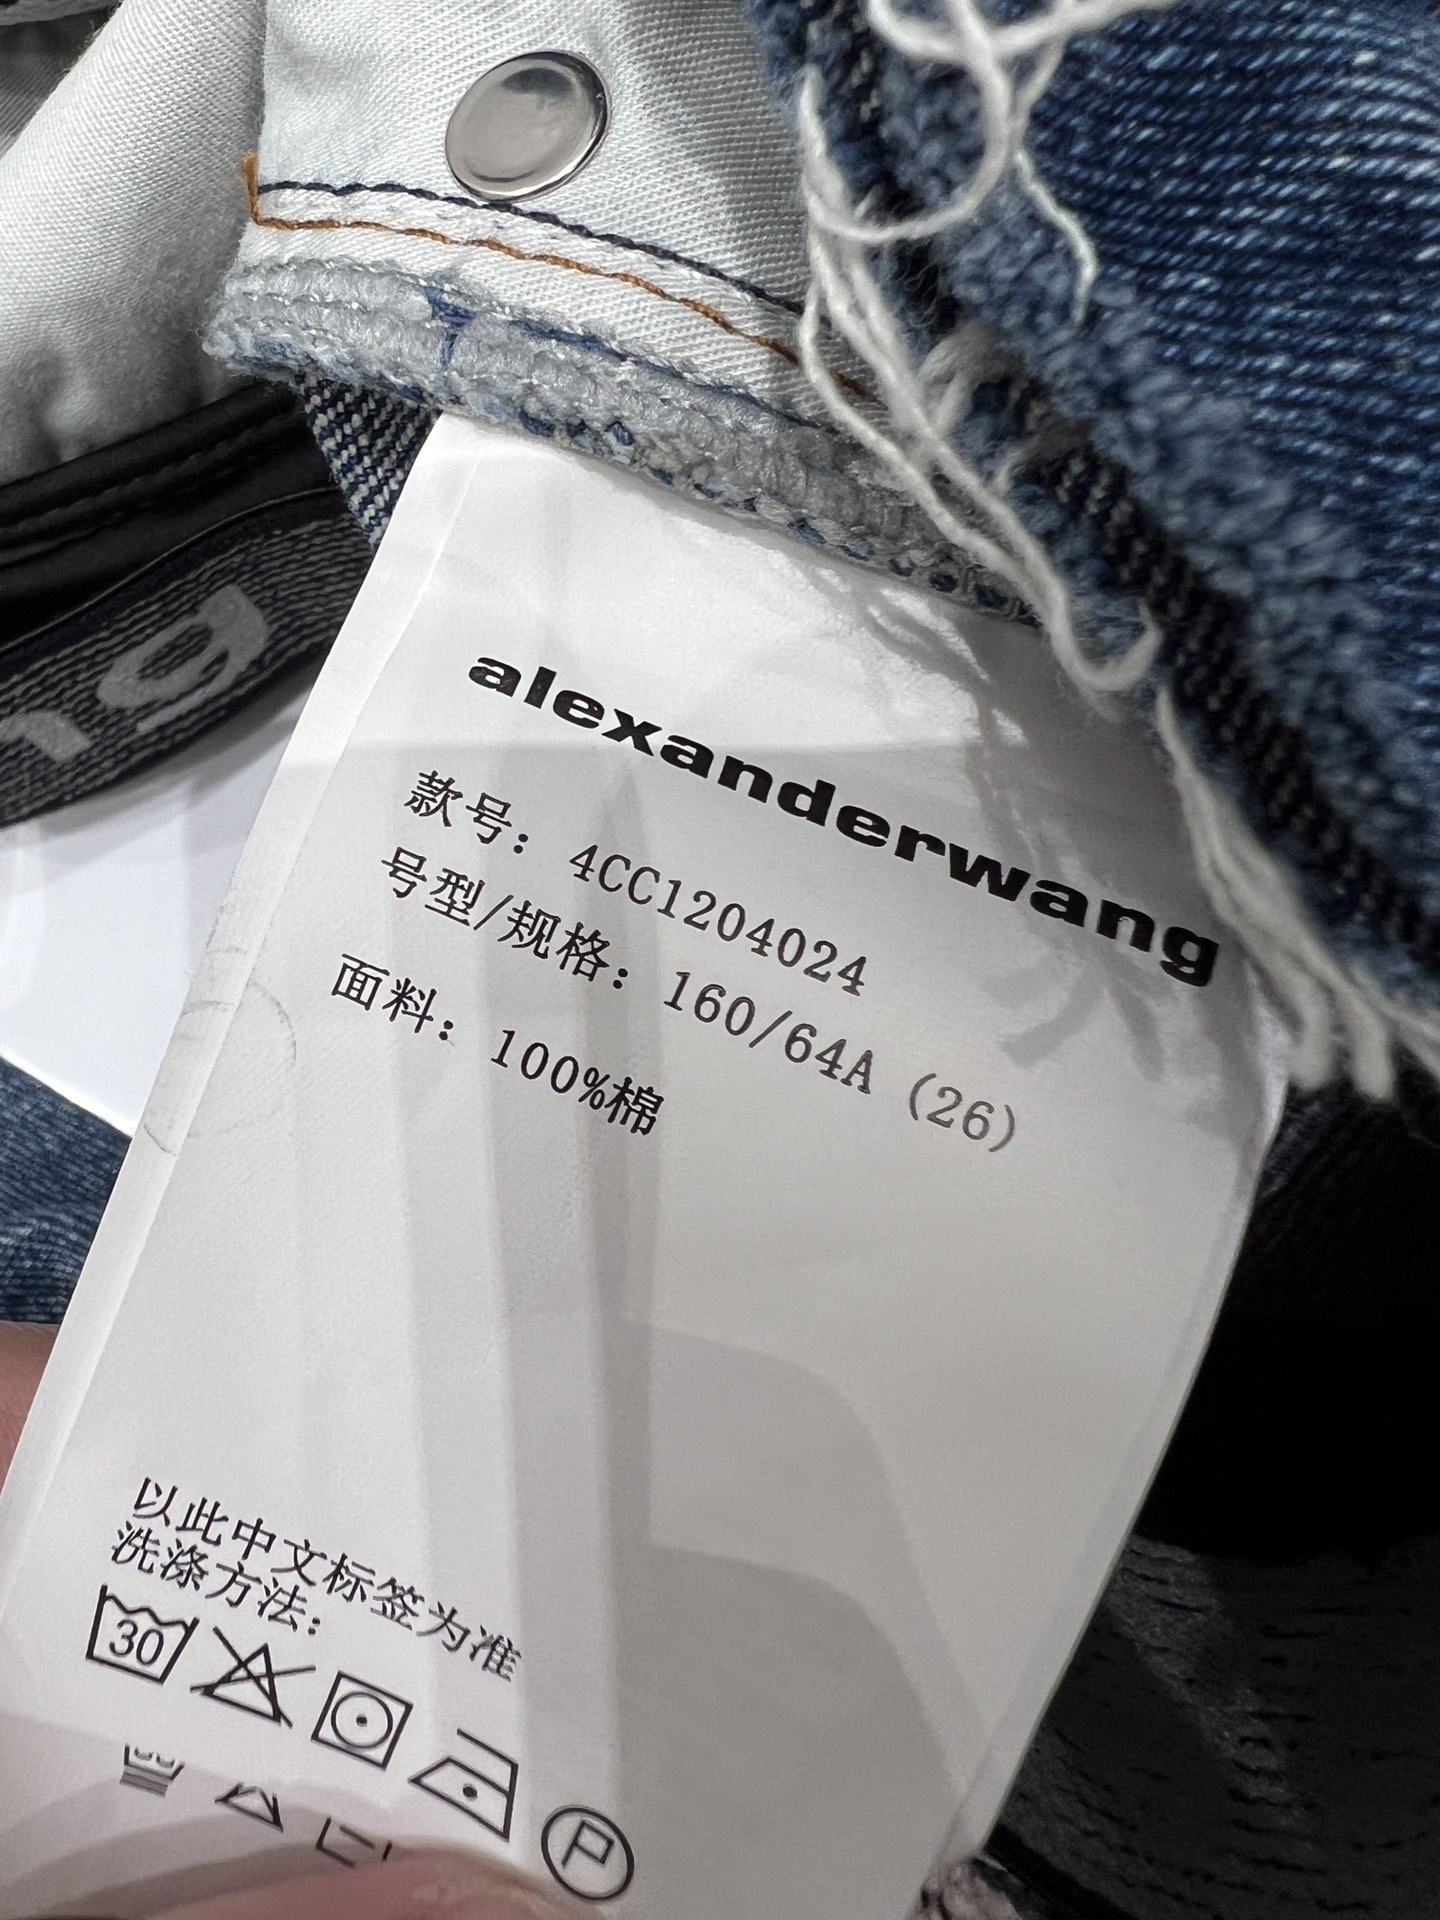 ng
alexanderwang
款号: 4CC1204024
号型/规格: 160/64A (26)
面料: 100%棉
以此中文标签为准
洗涤方法:
30
P